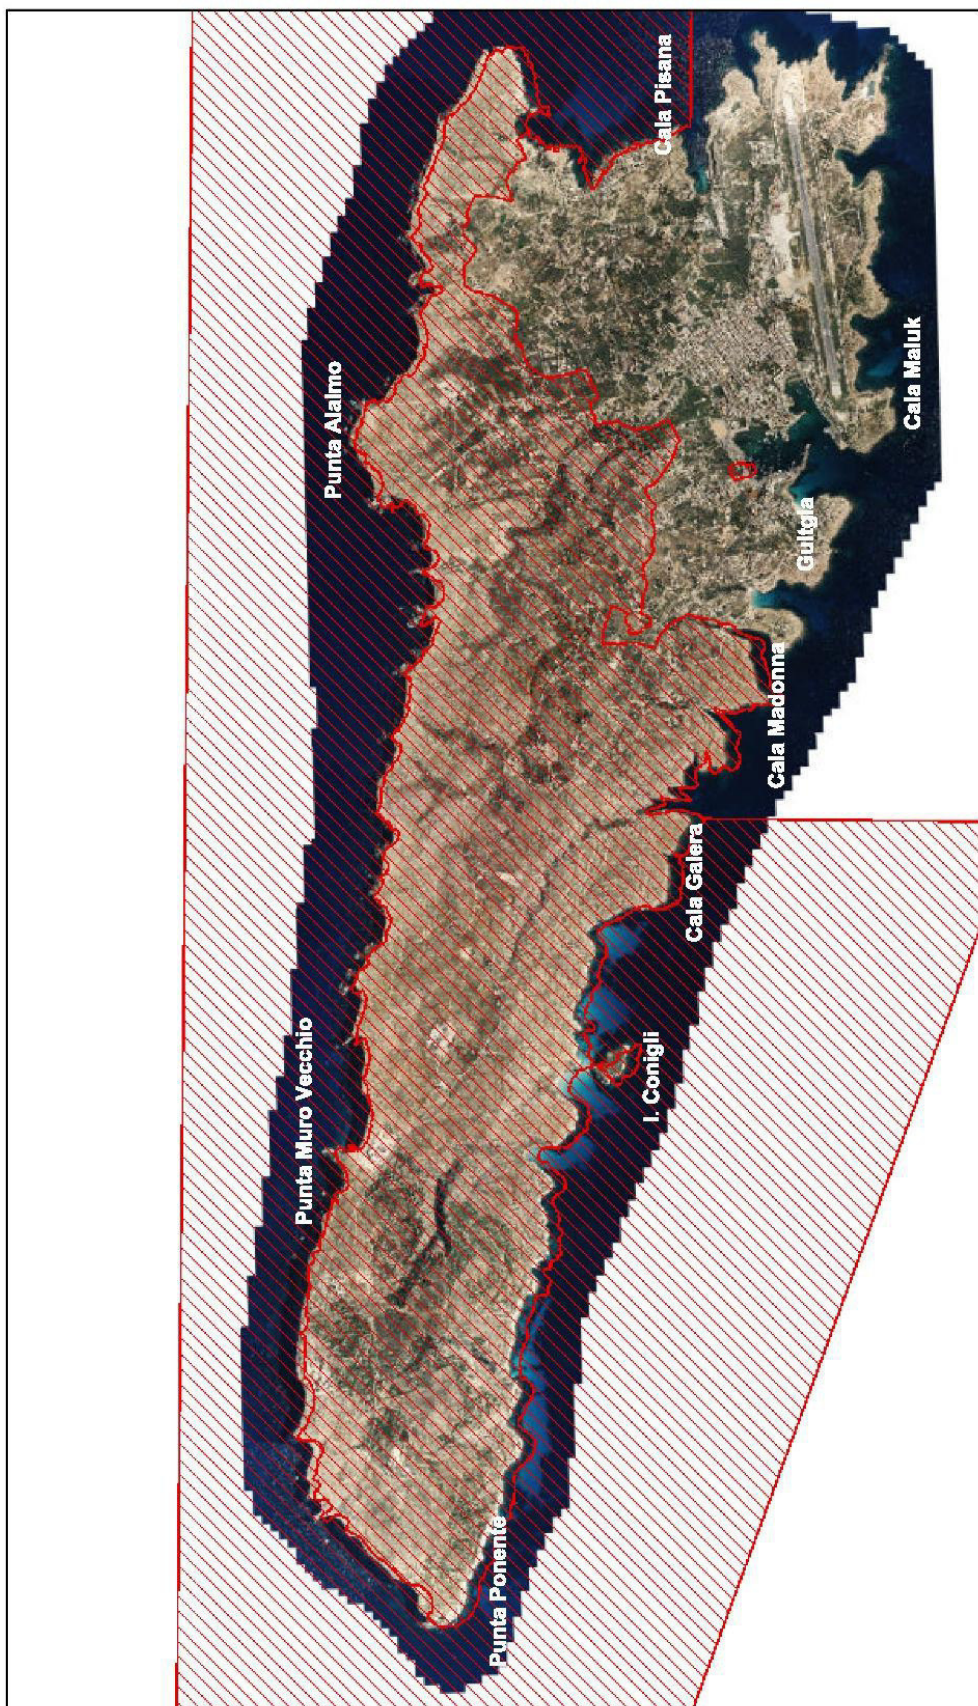 Cala Pisana
Punta Alaimo
Cala Maluk
Guitgia
Cala Madonna
Cala Galera
I. Conigli
Punta Muro Vecchio
Punta Ponente